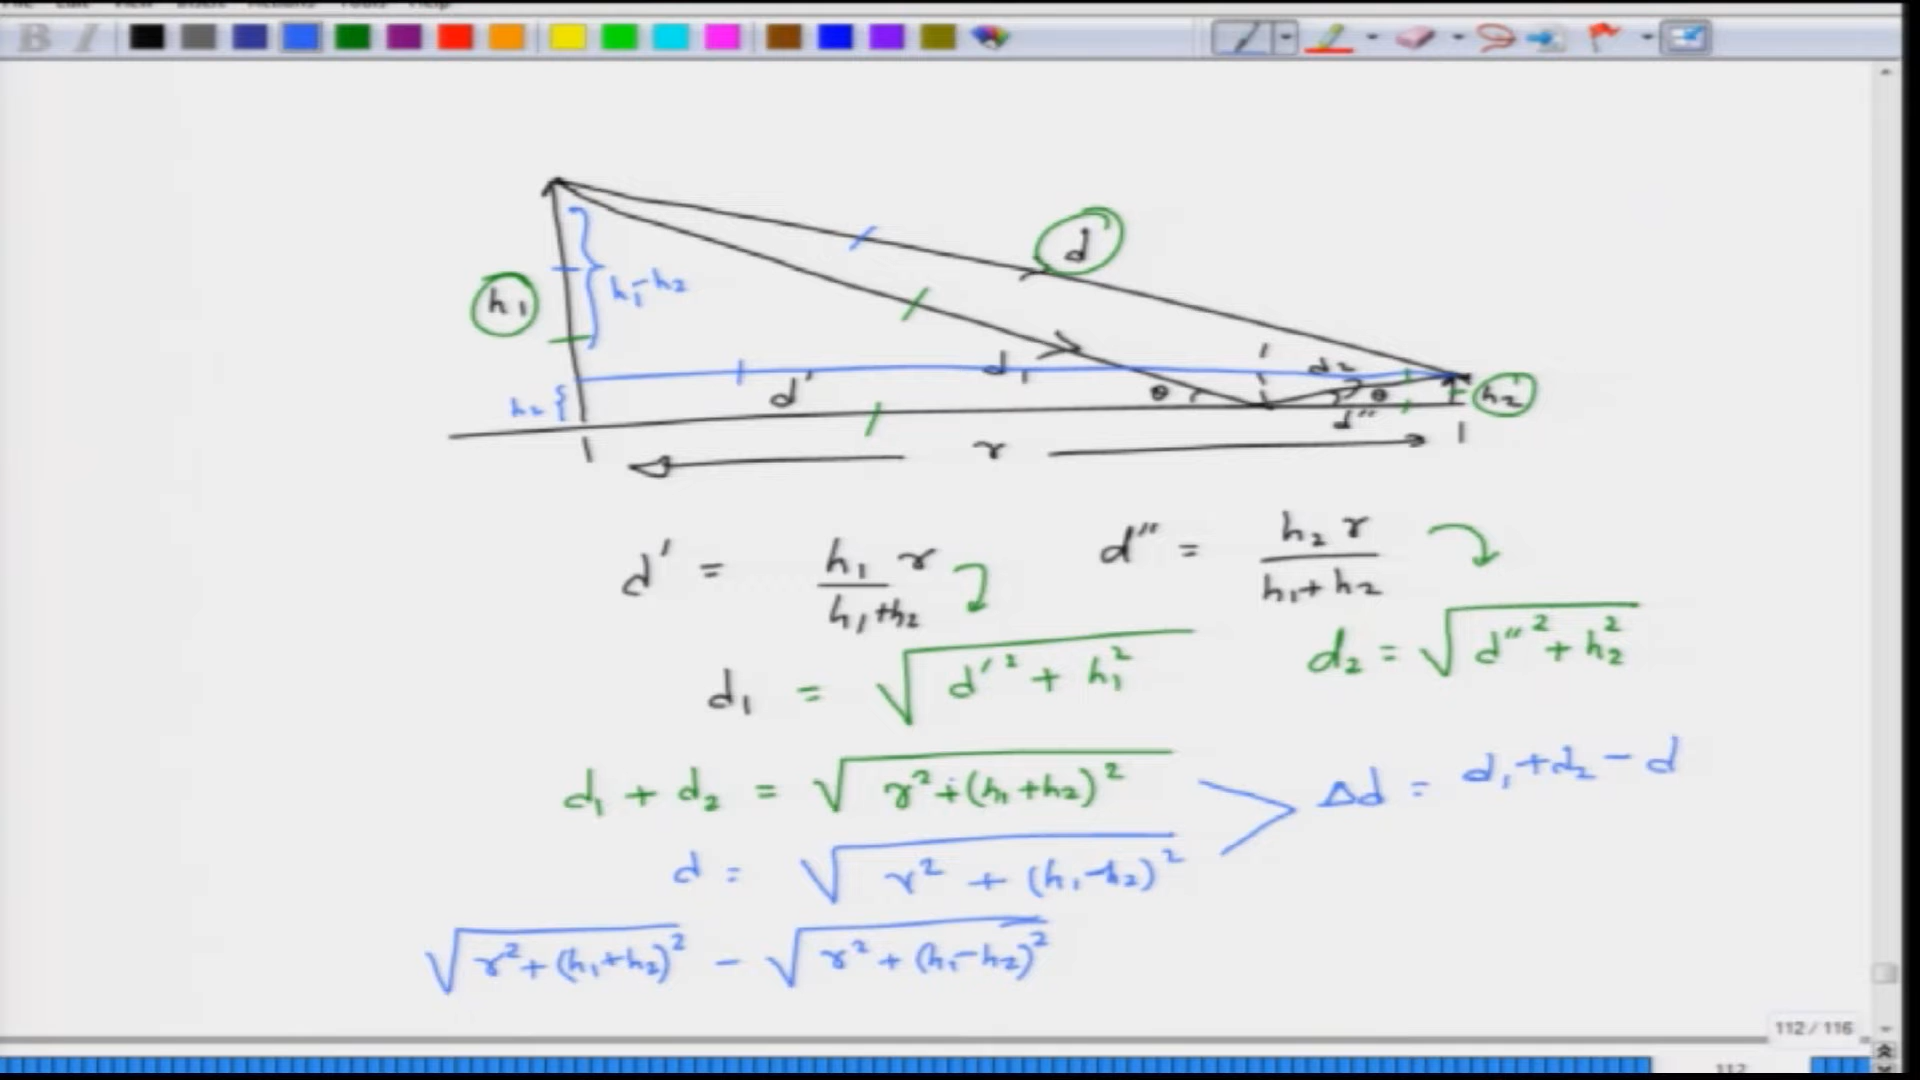 B I
d
h₁
h₁-h₂
d₁
d₂
d'
θ
θ
h₂
h₂
d''
r
d' = h₁ r / h₁+h₂
d'' = h₂ r / h₁+h₂
d₁ = √(d'² + h₁²)
d₂ = √(d''² + h₂²)
d₁ + d₂ = √(r²+(h₁+h₂)²)
Δd = d₁+d₂ - d
d = √(r² + (h₁-h₂)²)
√(r²+(h₁+h₂)²) - √(r²+(h₁-h₂)²)
112 / 116
112